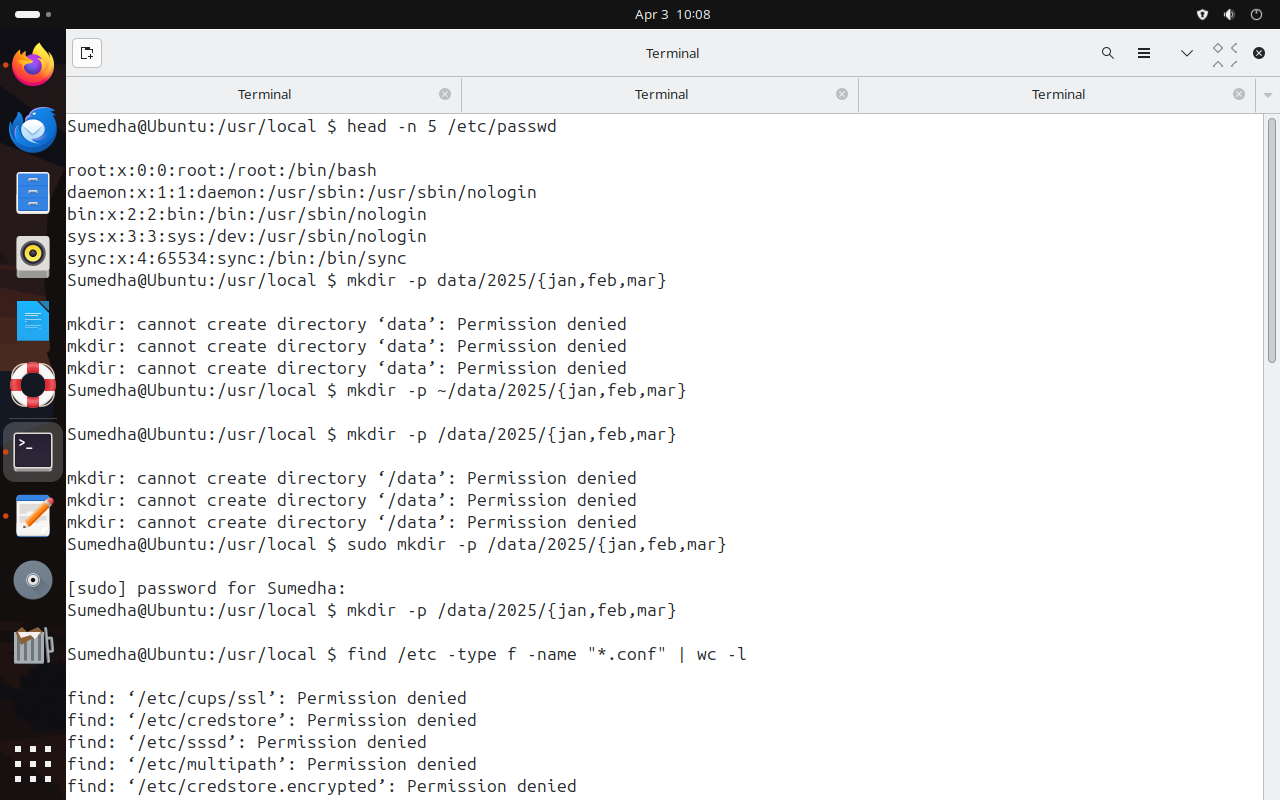 Apr 3  10:08
Terminal
Terminal
Terminal
Terminal
Sumedha@Ubuntu:/usr/local $ head -n 5 /etc/passwd
root:x:0:0:root:/root:/bin/bash
daemon:x:1:1:daemon:/usr/sbin:/usr/sbin/nologin
bin:x:2:2:bin:/bin:/usr/sbin/nologin
sys:x:3:3:sys:/dev:/usr/sbin/nologin
sync:x:4:65534:sync:/bin:/bin/sync
Sumedha@Ubuntu:/usr/local $ mkdir -p data/2025/{jan,feb,mar}
mkdir: cannot create directory ‘data’: Permission denied
mkdir: cannot create directory ‘data’: Permission denied
mkdir: cannot create directory ‘data’: Permission denied
Sumedha@Ubuntu:/usr/local $ mkdir -p ~/data/2025/{jan,feb,mar}
Sumedha@Ubuntu:/usr/local $ mkdir -p /data/2025/{jan,feb,mar}
mkdir: cannot create directory ‘/data’: Permission denied
mkdir: cannot create directory ‘/data’: Permission denied
mkdir: cannot create directory ‘/data’: Permission denied
Sumedha@Ubuntu:/usr/local $ sudo mkdir -p /data/2025/{jan,feb,mar}
[sudo] password for Sumedha:
Sumedha@Ubuntu:/usr/local $ mkdir -p /data/2025/{jan,feb,mar}
Sumedha@Ubuntu:/usr/local $ find /etc -type f -name "*.conf" | wc -l
find: ‘/etc/cups/ssl’: Permission denied
find: ‘/etc/credstore’: Permission denied
find: ‘/etc/sssd’: Permission denied
find: ‘/etc/multipath’: Permission denied
find: ‘/etc/credstore.encrypted’: Permission denied